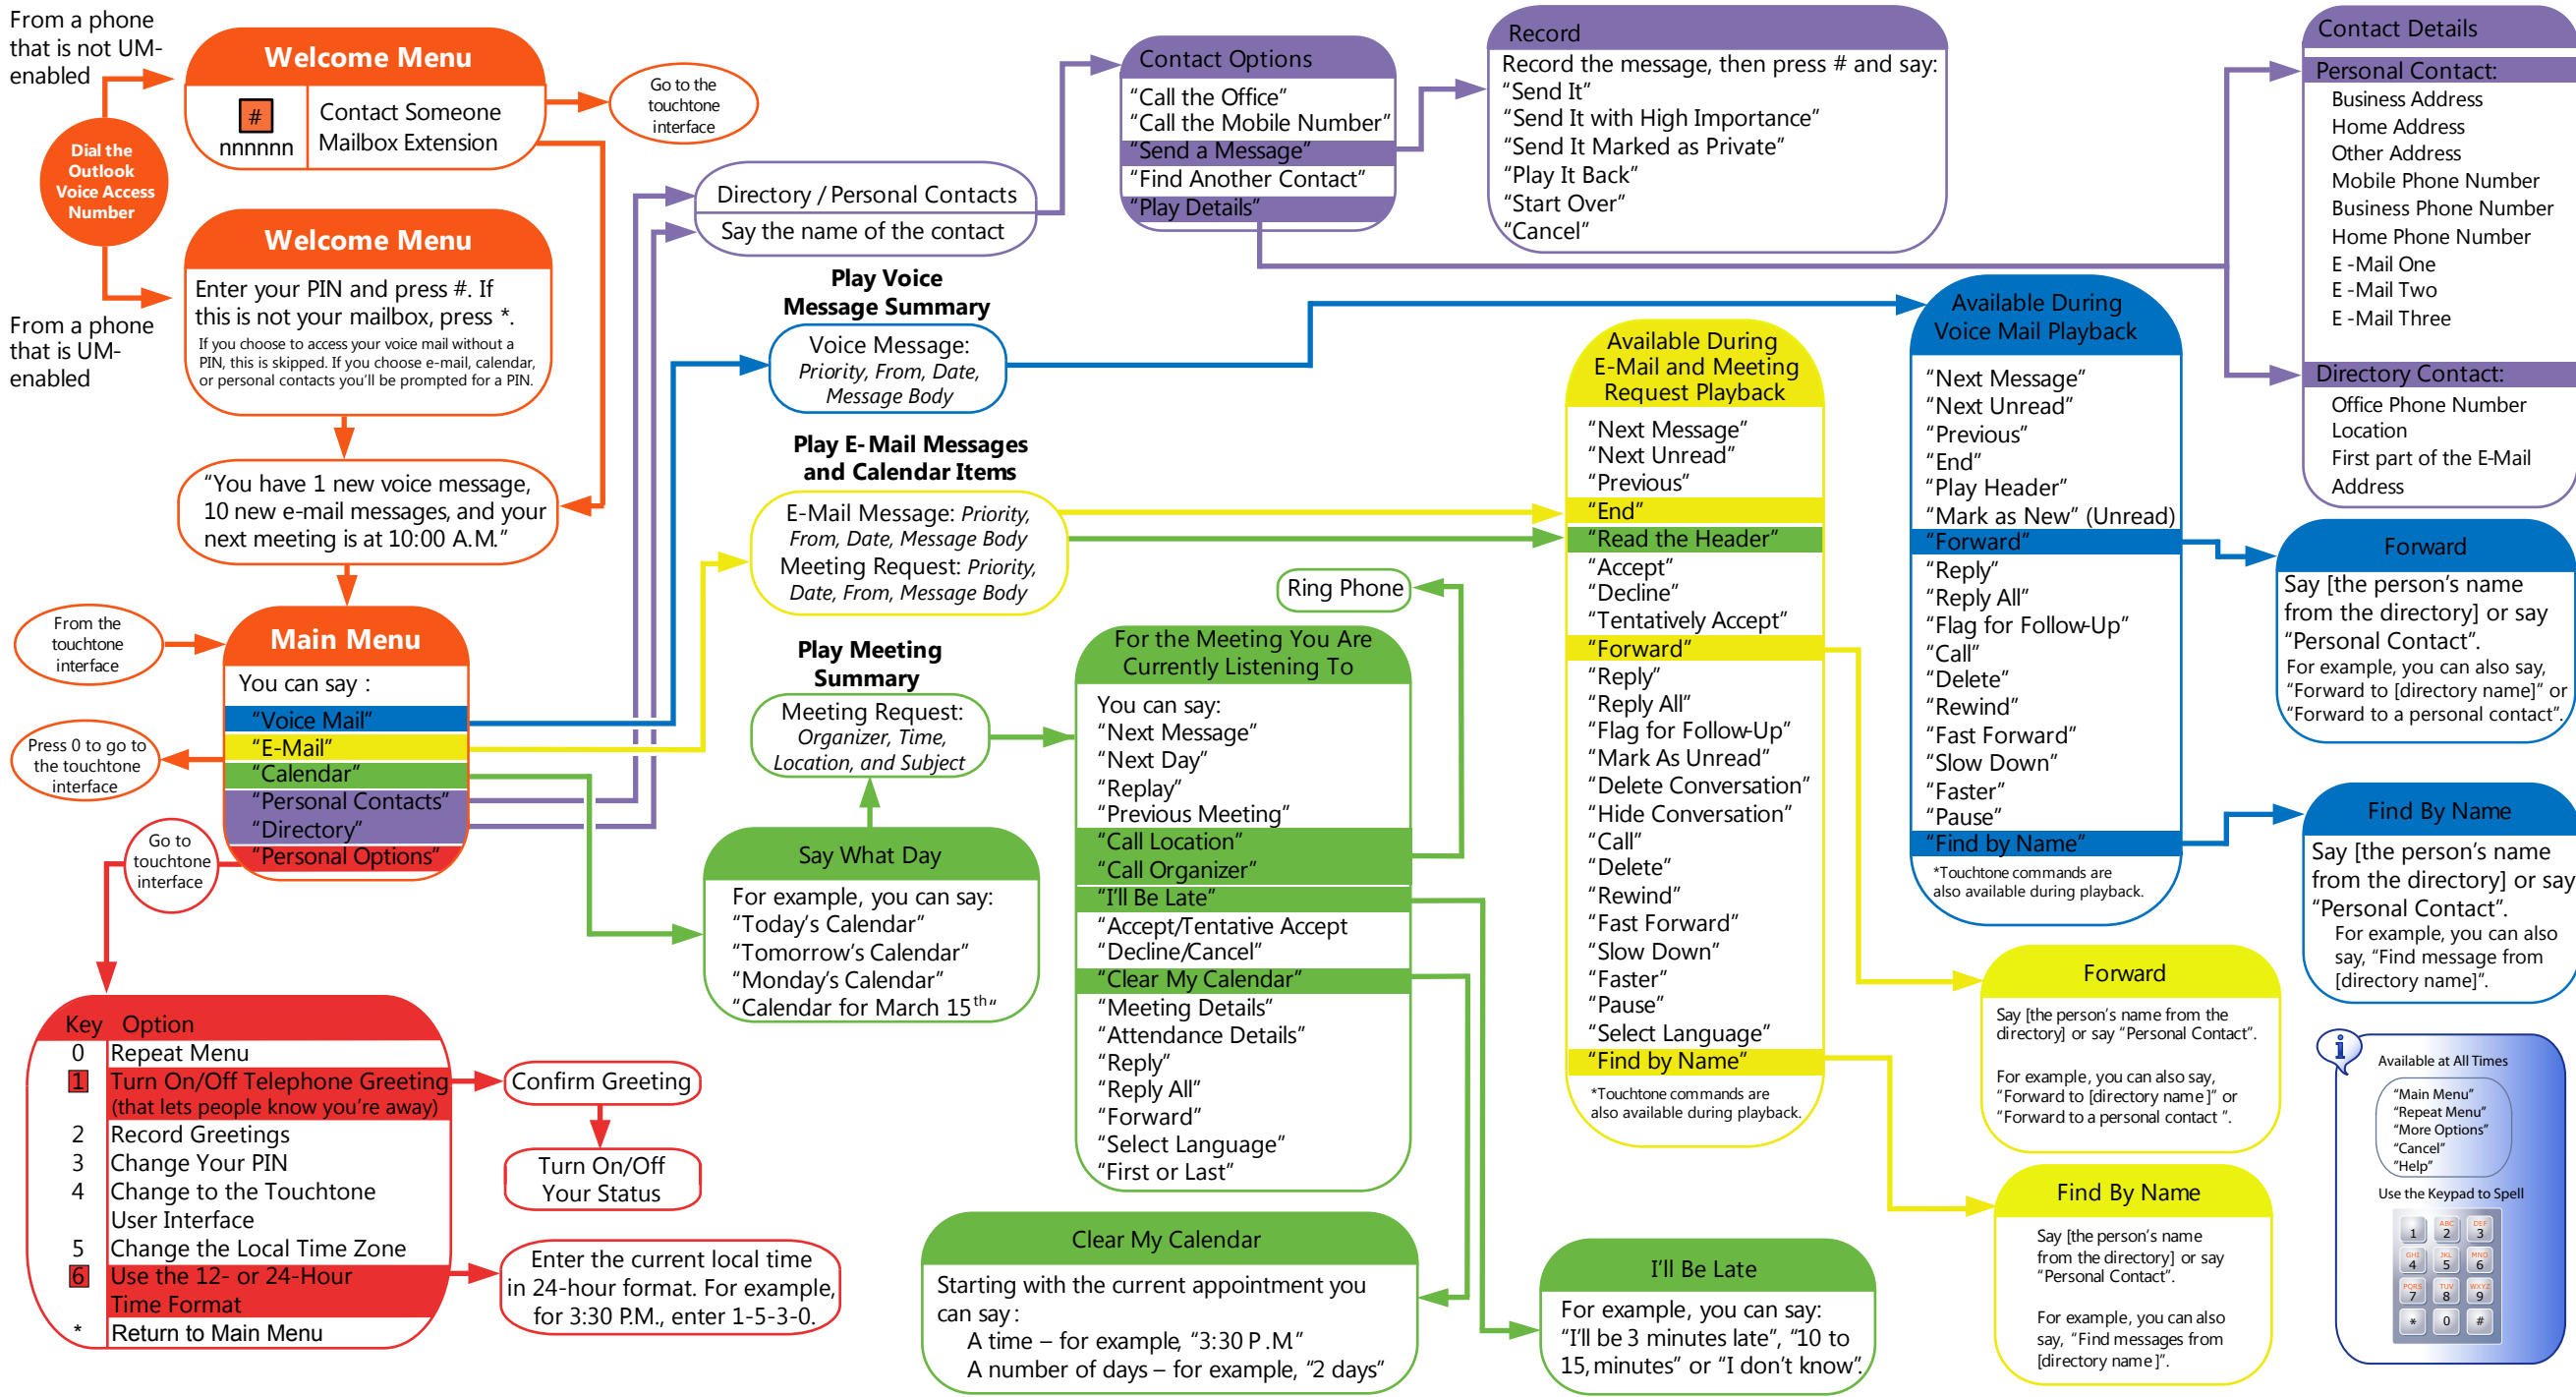 From a phone
that is not UM-
enabled
Welcome Menu
#
Contact Someone
nnnnnn
Mailbox Extension
Go to the
touchtone
interface
Dial the
Outlook
Voice Access
Number
Welcome Menu
Enter your PIN and press #. If
this is not your mailbox, press *.
If you choose to access your voice mail without a
PIN, this is skipped. If you choose e-mail, calendar,
or personal contacts you'll be prompted for a PIN.
From a phone
that is UM-
enabled
"You have 1 new voice message,
10 new e-mail messages, and your
next meeting is at 10:00 A.M."
From the
touchtone
interface
Press 0 to go to
the touchtone
interface
Main Menu
You can say :
"Voice Mail"
"E-Mail"
"Calendar"
"Personal Contacts"
"Directory"
"Personal Options"
Go to
touchtone
interface
Key Option
0 Repeat Menu
1 Turn On/Off Telephone Greeting
(that lets people know you're away)
2 Record Greetings
3 Change Your PIN
4 Change to the Touchtone
User Interface
5 Change the Local Time Zone
6 Use the 12- or 24-Hour
Time Format
* Return to Main Menu
Confirm Greeting
Turn On/Off
Your Status
Enter the current local time
in 24-hour format. For example,
for 3:30 P.M., enter 1-5-3-0.
Directory / Personal Contacts
Say the name of the contact
Contact Options
"Call the Office"
"Call the Mobile Number"
"Send a Message"
"Find Another Contact"
"Play Details"
Record
Record the message, then press # and say:
"Send It"
"Send It with High Importance"
"Send It Marked as Private"
"Play It Back"
"Start Over"
"Cancel"
Contact Details
Personal Contact:
Business Address
Home Address
Other Address
Mobile Phone Number
Business Phone Number
Home Phone Number
E -Mail One
E -Mail Two
E -Mail Three
Directory Contact:
Office Phone Number
Location
First part of the E-Mail
Address
Play Voice
Message Summary
Voice Message:
Priority, From, Date,
Message Body
Play E-Mail Messages
and Calendar Items
E-Mail Message: Priority,
From, Date, Message Body
Meeting Request: Priority,
Date, From, Message Body
Play Meeting
Summary
Meeting Request:
Organizer, Time,
Location, and Subject
Say What Day
For example, you can say:
"Today's Calendar"
"Tomorrow's Calendar"
"Monday's Calendar"
"Calendar for March 15th"
Ring Phone
For the Meeting You Are
Currently Listening To
You can say:
"Next Message"
"Next Day"
"Replay"
"Previous Meeting"
"Call Location"
"Call Organizer"
"I'll Be Late"
"Accept/Tentative Accept
"Decline/Cancel"
"Clear My Calendar"
"Meeting Details"
"Attendance Details"
"Reply"
"Reply All"
"Forward"
"Select Language"
"First or Last"
Clear My Calendar
Starting with the current appointment you
can say :
A time – for example, "3:30 P .M."
A number of days – for example, "2 days"
I'll Be Late
For example, you can say:
"I'll be 3 minutes late", "10 to
15, minutes" or "I don't know".
Available During
E-Mail and Meeting
Request Playback
"Next Message"
"Next Unread"
"Previous"
"End"
"Read the Header"
"Accept"
"Decline"
"Tentatively Accept"
"Forward"
"Reply"
"Reply All"
"Flag for Follow-Up"
"Mark As Unread"
"Delete Conversation"
"Hide Conversation"
"Call"
"Delete"
"Rewind"
"Fast Forward"
"Slow Down"
"Faster"
"Pause"
"Select Language"
"Find by Name"
*Touchtone commands are
also available during playback.
Available During
Voice Mail Playback
"Next Message"
"Next Unread"
"Previous"
"End"
"Play Header"
"Mark as New" (Unread)
"Forward"
"Reply"
"Reply All"
"Flag for Follow-Up"
"Call"
"Delete"
"Rewind"
"Fast Forward"
"Slow Down"
"Faster"
"Pause"
"Find by Name"
*Touchtone commands are
also available during playback.
Forward
Say [the person's name
from the directory] or say
"Personal Contact".
For example, you can also say,
"Forward to [directory name]" or
"Forward to a personal contact".
Find By Name
Say [the person's name
from the directory] or say
"Personal Contact".
For example, you can also
say, "Find message from
[directory name]".
Forward
Say [the person's name from the
directory] or say "Personal Contact".
For example, you can also say,
"Forward to [directory name ]" or
"Forward to a personal contact ".
Find By Name
Say [the person's name
from the directory] or say
"Personal Contact".
For example, you can also
say, "Find messages from
[directory name ]".
i
Available at All Times
"Main Menu"
"Repeat Menu"
"More Options"
"Cancel"
"Help"
Use the Keypad to Spell
ABC DEF
1 2 3
GHI JKL MNO
4 5 6
PQRS TUV WXYZ
7 8 9
* 0 #